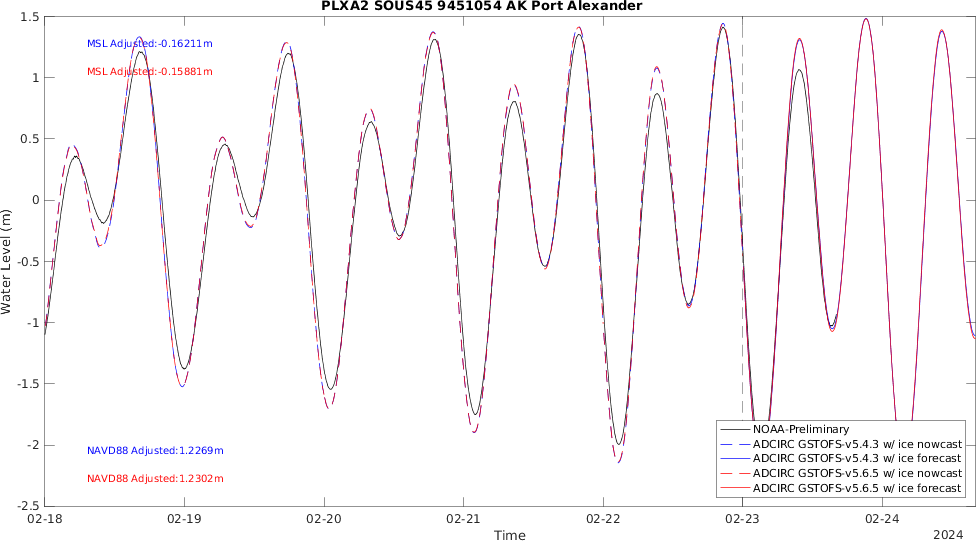 PLXA2 SOUS45 9451054 AK Port Alexander
1.5
MSL Adjusted:-0.16211m
MSL Adjusted:-0.15881m
1
0.5
0
-0.5
-1
-1.5
-2
-2.5
Water Level (m)
NAVD88 Adjusted:1.2269m
NAVD88 Adjusted:1.2302m
NOAA-Preliminary
ADCIRC GSTOFS-v5.4.3 w/ ice nowcast
ADCIRC GSTOFS-v5.4.3 w/ ice forecast
ADCIRC GSTOFS-v5.6.5 w/ ice nowcast
ADCIRC GSTOFS-v5.6.5 w/ ice forecast
02-18 02-19 02-20 02-21 02-22 02-23 02-24
Time
2024